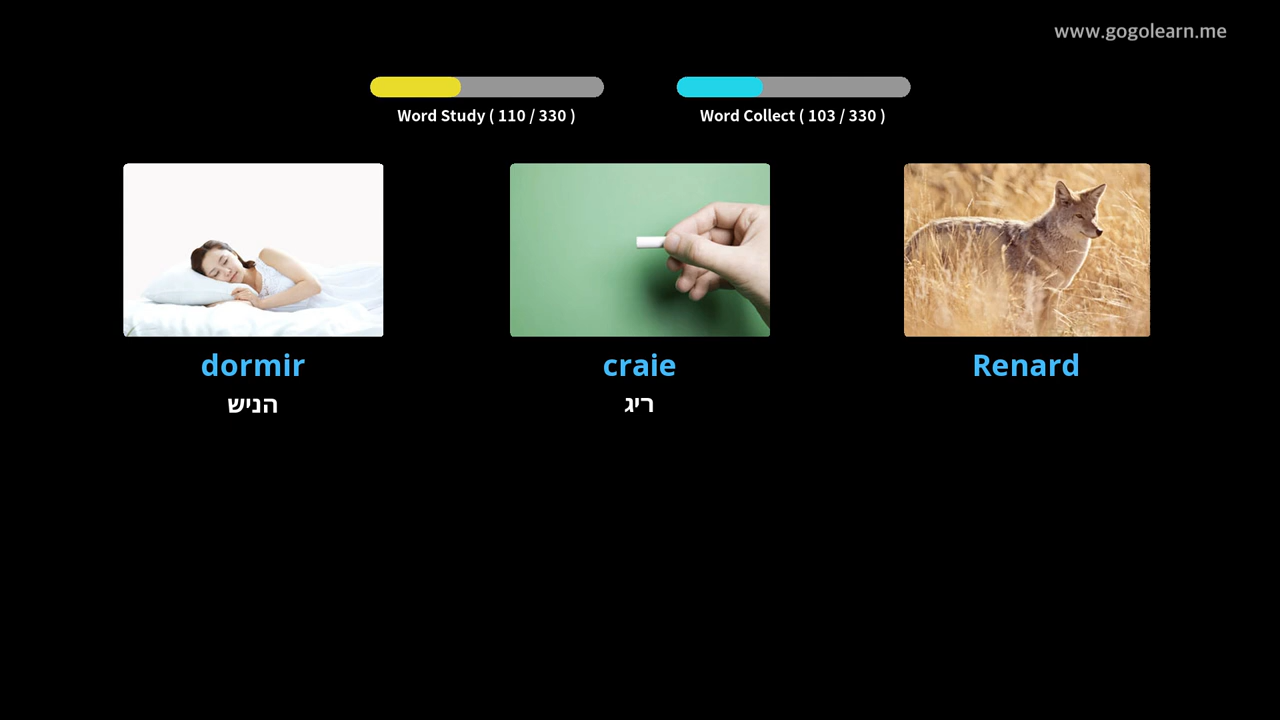 www.gogolearn.me
Word Study ( 110 / 330 )
Word Collect ( 103 / 330 )
dormir
הניש
craie
ריג
Renard